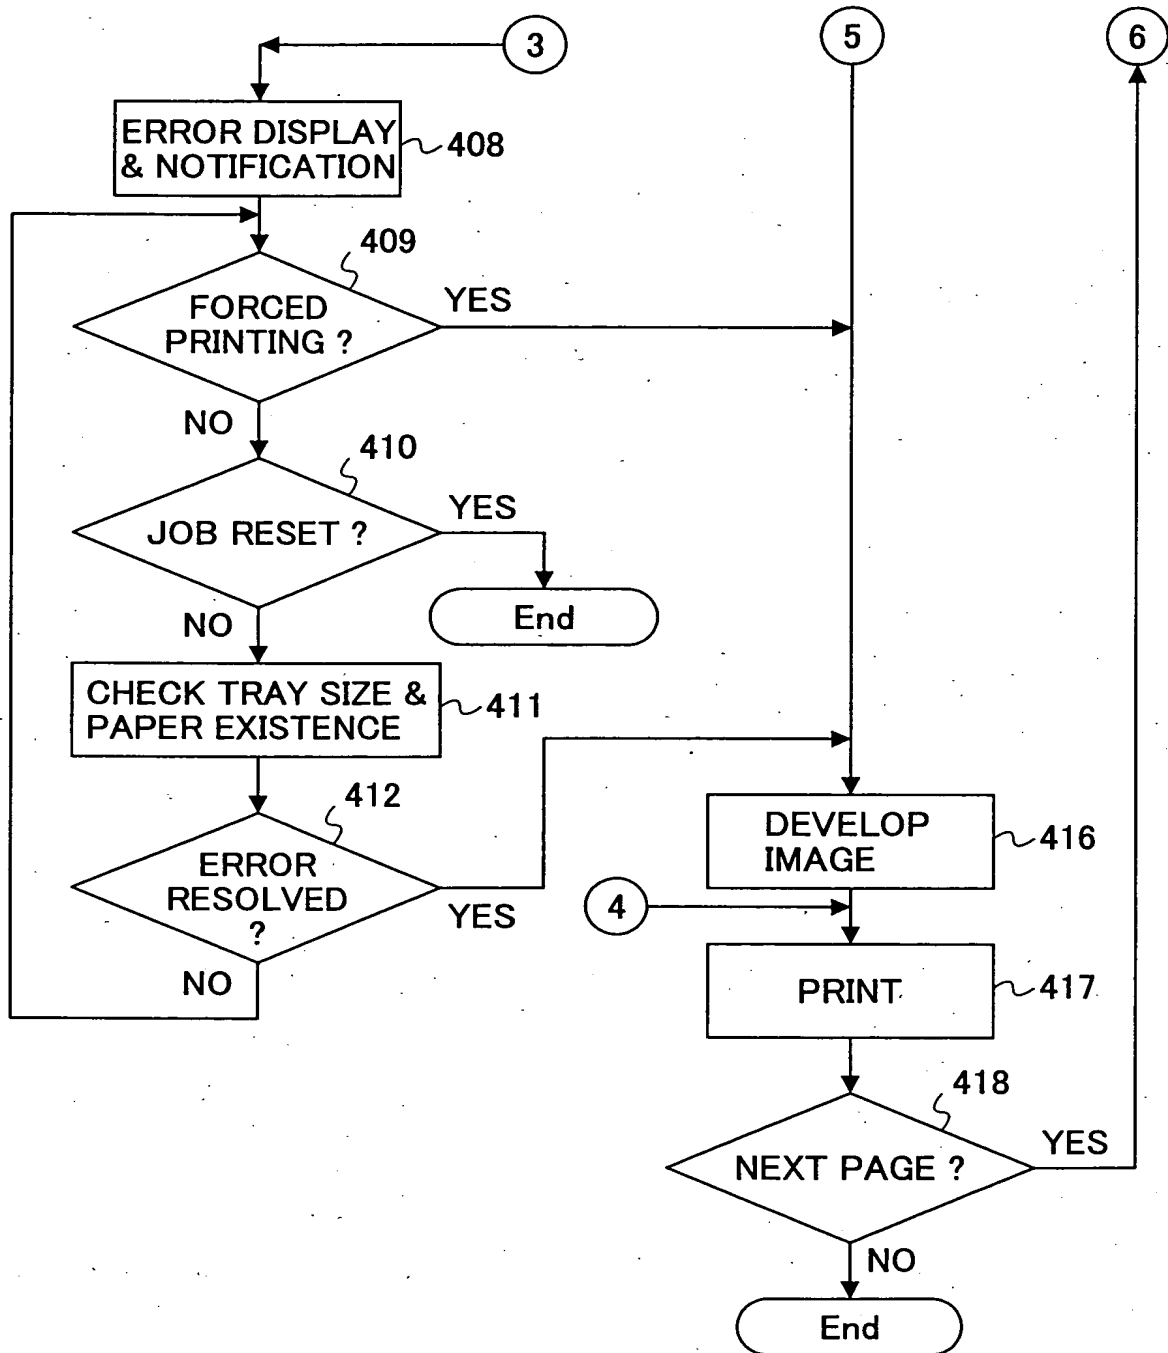 3
5
6
ERROR DISPLAY
& NOTIFICATION
408
409
FORCED
PRINTING ?
YES
NO
410
JOB RESET ?
YES
End
NO
CHECK TRAY SIZE &
PAPER EXISTENCE
411
412
ERROR
RESOLVED
?
YES
NO
DEVELOP
IMAGE
416
4
PRINT
417
418
NEXT PAGE ?
YES
NO
End